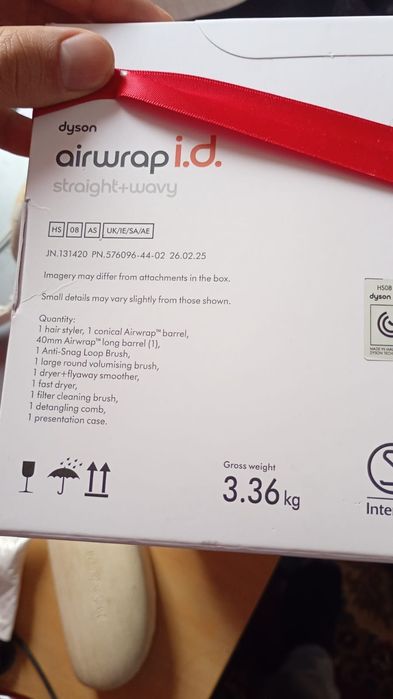 dyson
airwrap i.d.
straight+wavy
HS 08 AS UK/IE/SA/AE
JN.131420 PN.576096-44-02 26.02.25
Imagery may differ from attachments in the box.
Small details may vary slightly from those shown.
Quantity:
1 hair styler, 1 conical Airwrap™ barrel,
40mm Airwrap™ long barrel (1),
1 Anti-Snag Loop Brush,
1 large round volumising brush,
1 dryer+flyaway smoother,
1 fast dryer,
1 filter cleaning brush,
1 detangling comb,
1 presentation case.
Gross weight
3.36 kg
HS08
dyson
MADE IN
DYSON
Inte